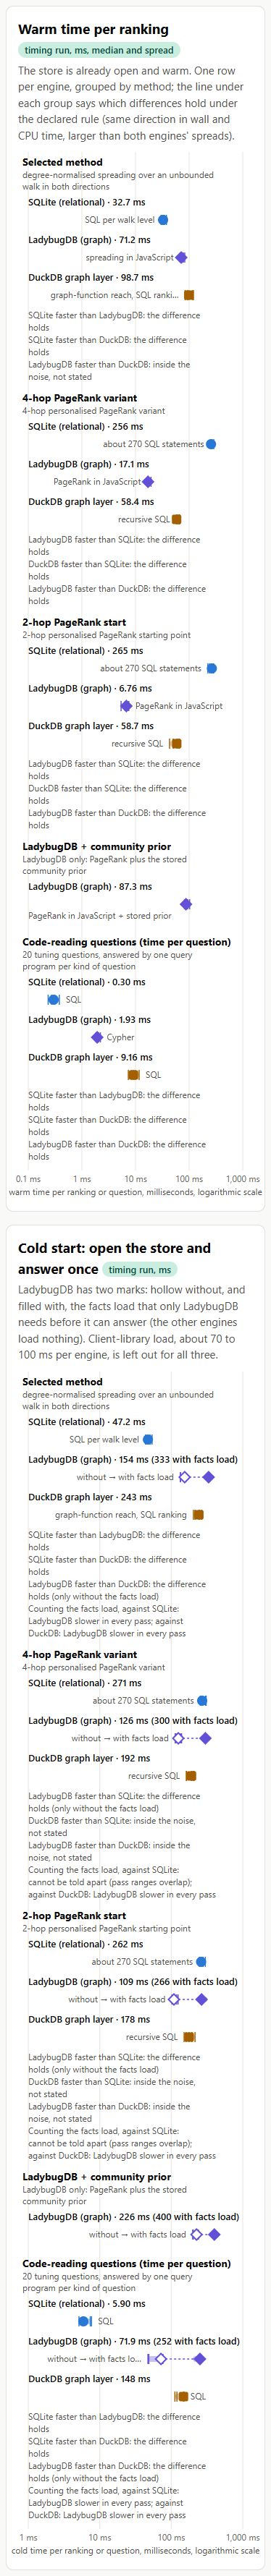 Warm time per ranking
timing run, ms, median and spread
The store is already open and warm. One row
per engine, grouped by method; the line under
each group says which differences hold under
the declared rule (same direction in wall and
CPU time, larger than both engines' spreads).
Selected method
degree-normalised spreading over an unbounded
walk in both directions
SQLite (relational) · 32.7 ms
SQL per walk level
LadybugDB (graph) · 71.2 ms
spreading in JavaScript
DuckDB graph layer · 98.7 ms
graph-function reach, SQL ranki...
SQLite faster than LadybugDB: the difference
holds
SQLite faster than DuckDB: the difference
holds
LadybugDB faster than DuckDB: inside the
noise, not stated
4-hop PageRank variant
4-hop personalised PageRank variant
SQLite (relational) · 256 ms
about 270 SQL statements
LadybugDB (graph) · 17.1 ms
PageRank in JavaScript
DuckDB graph layer · 58.4 ms
recursive SQL
LadybugDB faster than SQLite: the difference
holds
DuckDB faster than SQLite: the difference
holds
LadybugDB faster than DuckDB: the difference
holds
2-hop PageRank start
2-hop personalised PageRank starting point
SQLite (relational) · 265 ms
about 270 SQL statements
LadybugDB (graph) · 6.76 ms
PageRank in JavaScript
DuckDB graph layer · 58.7 ms
recursive SQL
LadybugDB faster than SQLite: the difference
holds
DuckDB faster than SQLite: the difference
holds
LadybugDB faster than DuckDB: the difference
holds
LadybugDB + community prior
LadybugDB only: PageRank plus the stored
community prior
LadybugDB (graph) · 87.3 ms
PageRank in JavaScript + stored prior
Code-reading questions (time per question)
20 tuning questions, answered by one query
program per kind of question
SQLite (relational) · 0.30 ms
SQL
LadybugDB (graph) · 1.93 ms
Cypher
DuckDB graph layer · 9.16 ms
SQL
SQLite faster than LadybugDB: the difference
holds
SQLite faster than DuckDB: the difference
holds
LadybugDB faster than DuckDB: the difference
holds
0.1 ms 1 ms 10 ms 100 ms 1,000 ms
warm time per ranking or question, milliseconds, logarithmic scale
Cold start: open the store and
answer once timing run, ms
LadybugDB has two marks: hollow without, and
filled with, the facts load that only LadybugDB
needs before it can answer (the other engines
load nothing). Client-library load, about 70 to
100 ms per engine, is left out for all three.
Selected method
degree-normalised spreading over an unbounded
walk in both directions
SQLite (relational) · 47.2 ms
SQL per walk level
LadybugDB (graph) · 154 ms (333 with facts load)
without → with facts load
DuckDB graph layer · 243 ms
graph-function reach, SQL ranking
SQLite faster than LadybugDB: the difference
holds
SQLite faster than DuckDB: the difference
holds
LadybugDB faster than DuckDB: the difference
holds (only without the facts load)
Counting the facts load, against SQLite:
LadybugDB slower in every pass; against
DuckDB: LadybugDB slower in every pass
4-hop PageRank variant
4-hop personalised PageRank variant
SQLite (relational) · 271 ms
about 270 SQL statements
LadybugDB (graph) · 126 ms (300 with facts load)
without → with facts load
DuckDB graph layer · 192 ms
recursive SQL
LadybugDB faster than SQLite: the difference
holds (only without the facts load)
DuckDB faster than SQLite: inside the noise,
not stated
LadybugDB faster than DuckDB: inside the
noise, not stated
Counting the facts load, against SQLite:
cannot be told apart (pass ranges overlap);
against DuckDB: LadybugDB slower in every pass
2-hop PageRank start
2-hop personalised PageRank starting point
SQLite (relational) · 262 ms
about 270 SQL statements
LadybugDB (graph) · 109 ms (266 with facts load)
without → with facts load
DuckDB graph layer · 178 ms
recursive SQL
LadybugDB faster than SQLite: the difference
holds (only without the facts load)
DuckDB faster than SQLite: inside the noise,
not stated
LadybugDB faster than DuckDB: inside the
noise, not stated
Counting the facts load, against SQLite:
cannot be told apart (pass ranges overlap);
against DuckDB: LadybugDB slower in every pass
LadybugDB + community prior
LadybugDB only: PageRank plus the stored
community prior
LadybugDB (graph) · 226 ms (400 with facts load)
without → with facts load
Code-reading questions (time per question)
20 tuning questions, answered by one query
program per kind of question
SQLite (relational) · 5.90 ms
SQL
LadybugDB (graph) · 71.9 ms (252 with facts load)
without → with facts lo...
DuckDB graph layer · 148 ms
SQL
SQLite faster than LadybugDB: the difference
holds
SQLite faster than DuckDB: the difference
holds
LadybugDB faster than DuckDB: the difference
holds (only without the facts load)
Counting the facts load, against SQLite:
LadybugDB slower in every pass; against
DuckDB: LadybugDB slower in every pass
1 ms 10 ms 100 ms 1,000 ms
cold time per ranking or question, milliseconds, logarithmic scale